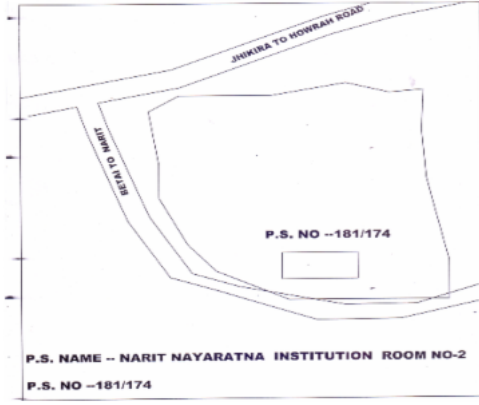 JHIKIRA TO HOWRAH ROAD
BETAI TO NARIT
P.S. NO --181/174
P.S. NAME -- NARIT NAYARATNA INSTITUTION ROOM NO-2
P.S. NO --181/174